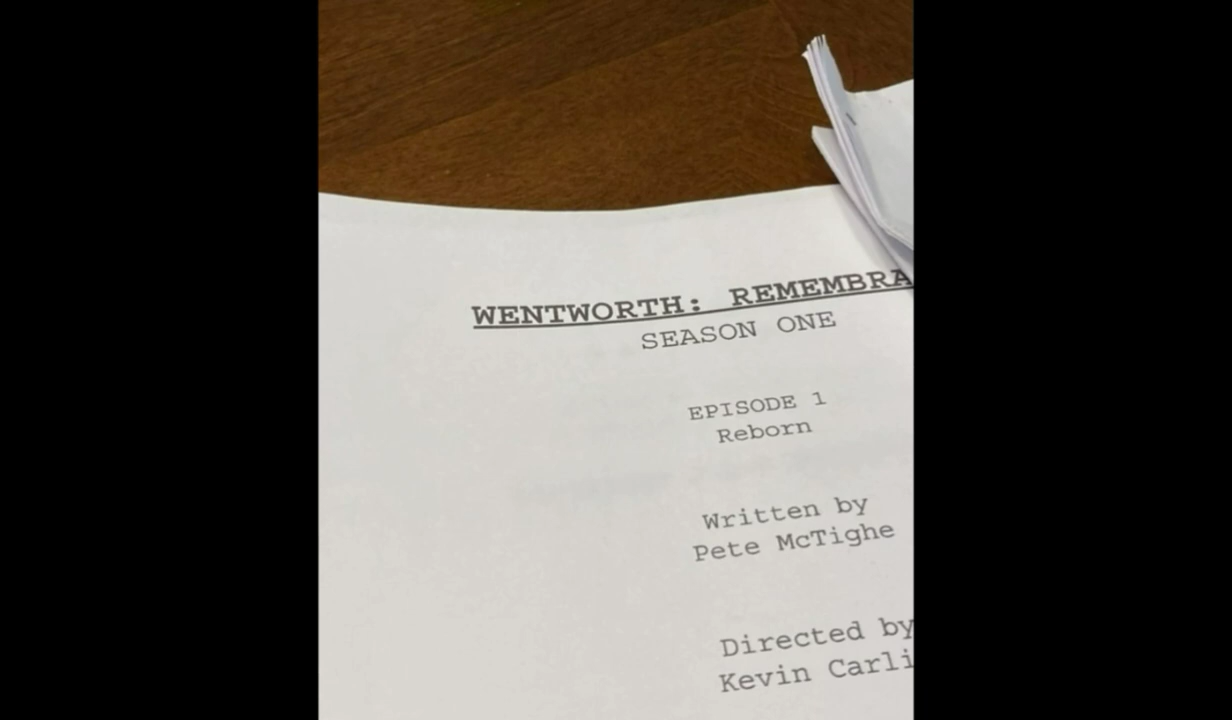 WENTWORTH: REMEMBRA
SEASON ONE
EPISODE 1
Reborn
Written by
Pete McTighe
Directed by
Kevin Carli